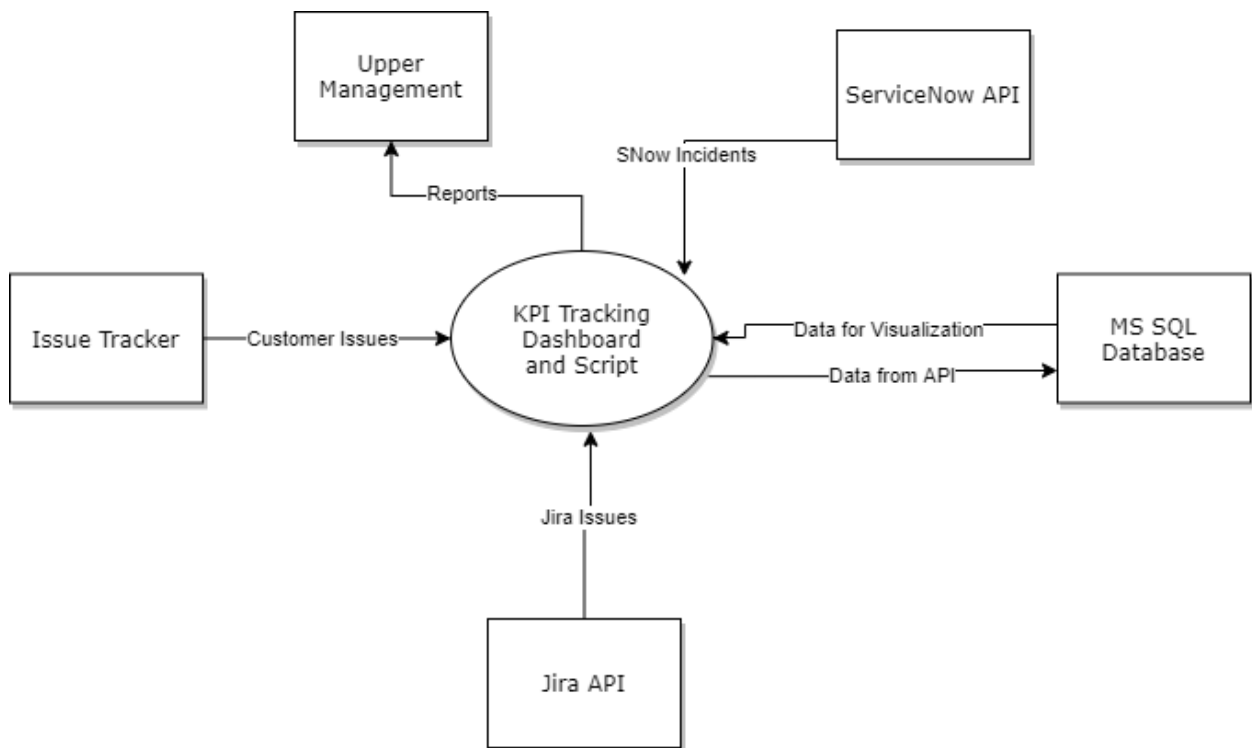 Upper
Management
ServiceNow API
SNow Incidents
Reports
KPI Tracking
Dashboard
and Script
Issue Tracker
Customer Issues
Data for Visualization
MS SQL
Database
Data from API
Jira Issues
Jira API